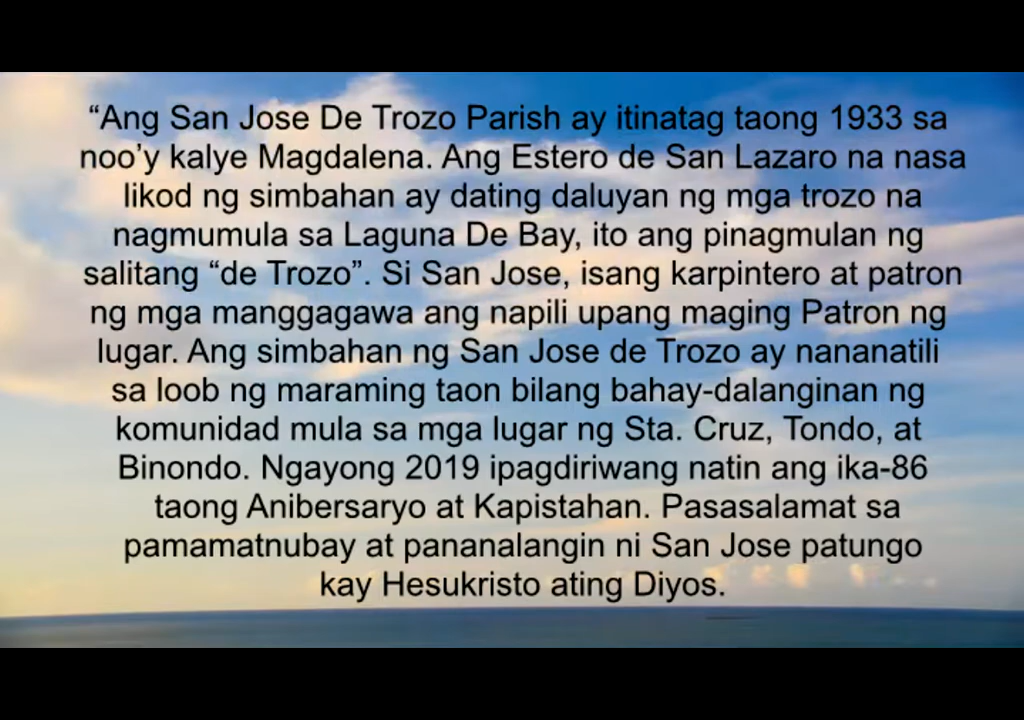 “Ang San Jose De Trozo Parish ay itinatag taong 1933 sa
noo’y kalye Magdalena. Ang Estero de San Lazaro na nasa
likod ng simbahan ay dating daluyan ng mga trozo na
nagmumula sa Laguna De Bay, ito ang pinagmulan ng
salitang “de Trozo”. Si San Jose, isang karpintero at patron
ng mga manggagawa ang napili upang maging Patron ng
lugar. Ang simbahan ng San Jose de Trozo ay nananatili
sa loob ng maraming taon bilang bahay-dalanginan ng
komunidad mula sa mga lugar ng Sta. Cruz, Tondo, at
Binondo. Ngayong 2019 ipagdiriwang natin ang ika-86
taong Anibersaryo at Kapistahan. Pasasalamat sa
pamamatnubay at pananalangin ni San Jose patungo
kay Hesukristo ating Diyos.